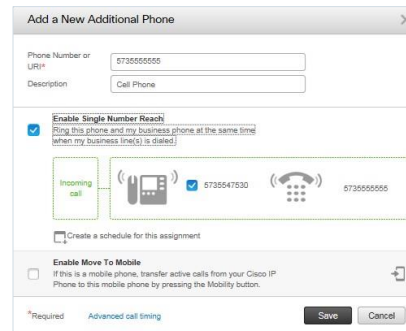 Add a New Additional Phone
Phone Number or
URI*
5735555555
Description
Cell Phone
Enable Single Number Reach
Ring this phone and my business phone at the same time
when my business line(s) is dialed.
Incoming
call
5735547530
5735555555
Create a schedule for this assignment
Enable Move To Mobile
If this is a mobile phone, transfer active calls from your Cisco IP
Phone to this mobile phone by pressing the Mobility button.
*Required
Advanced call timing
Save
Cancel